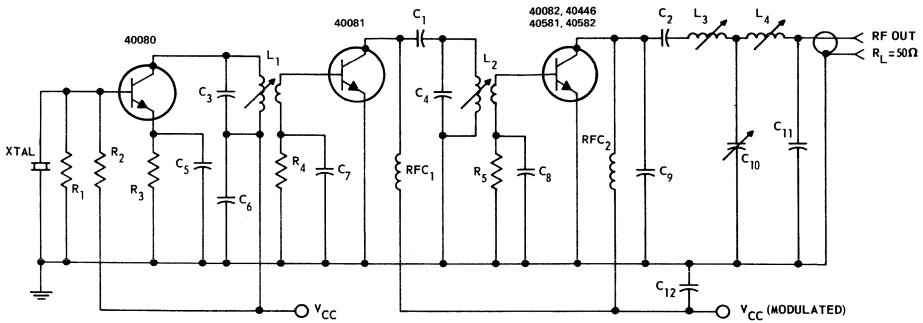 40080
40081
40082, 40446
40581, 40582
C1
C2
L3
L4
RF OUT
RL = 50Ω
L1
L2
C3
C4
XTAL
R1
R2
R3
C5
C6
R4
C7
RFC1
R5
C8
RFC2
C9
C10
C11
C12
VCC
VCC (MODULATED)